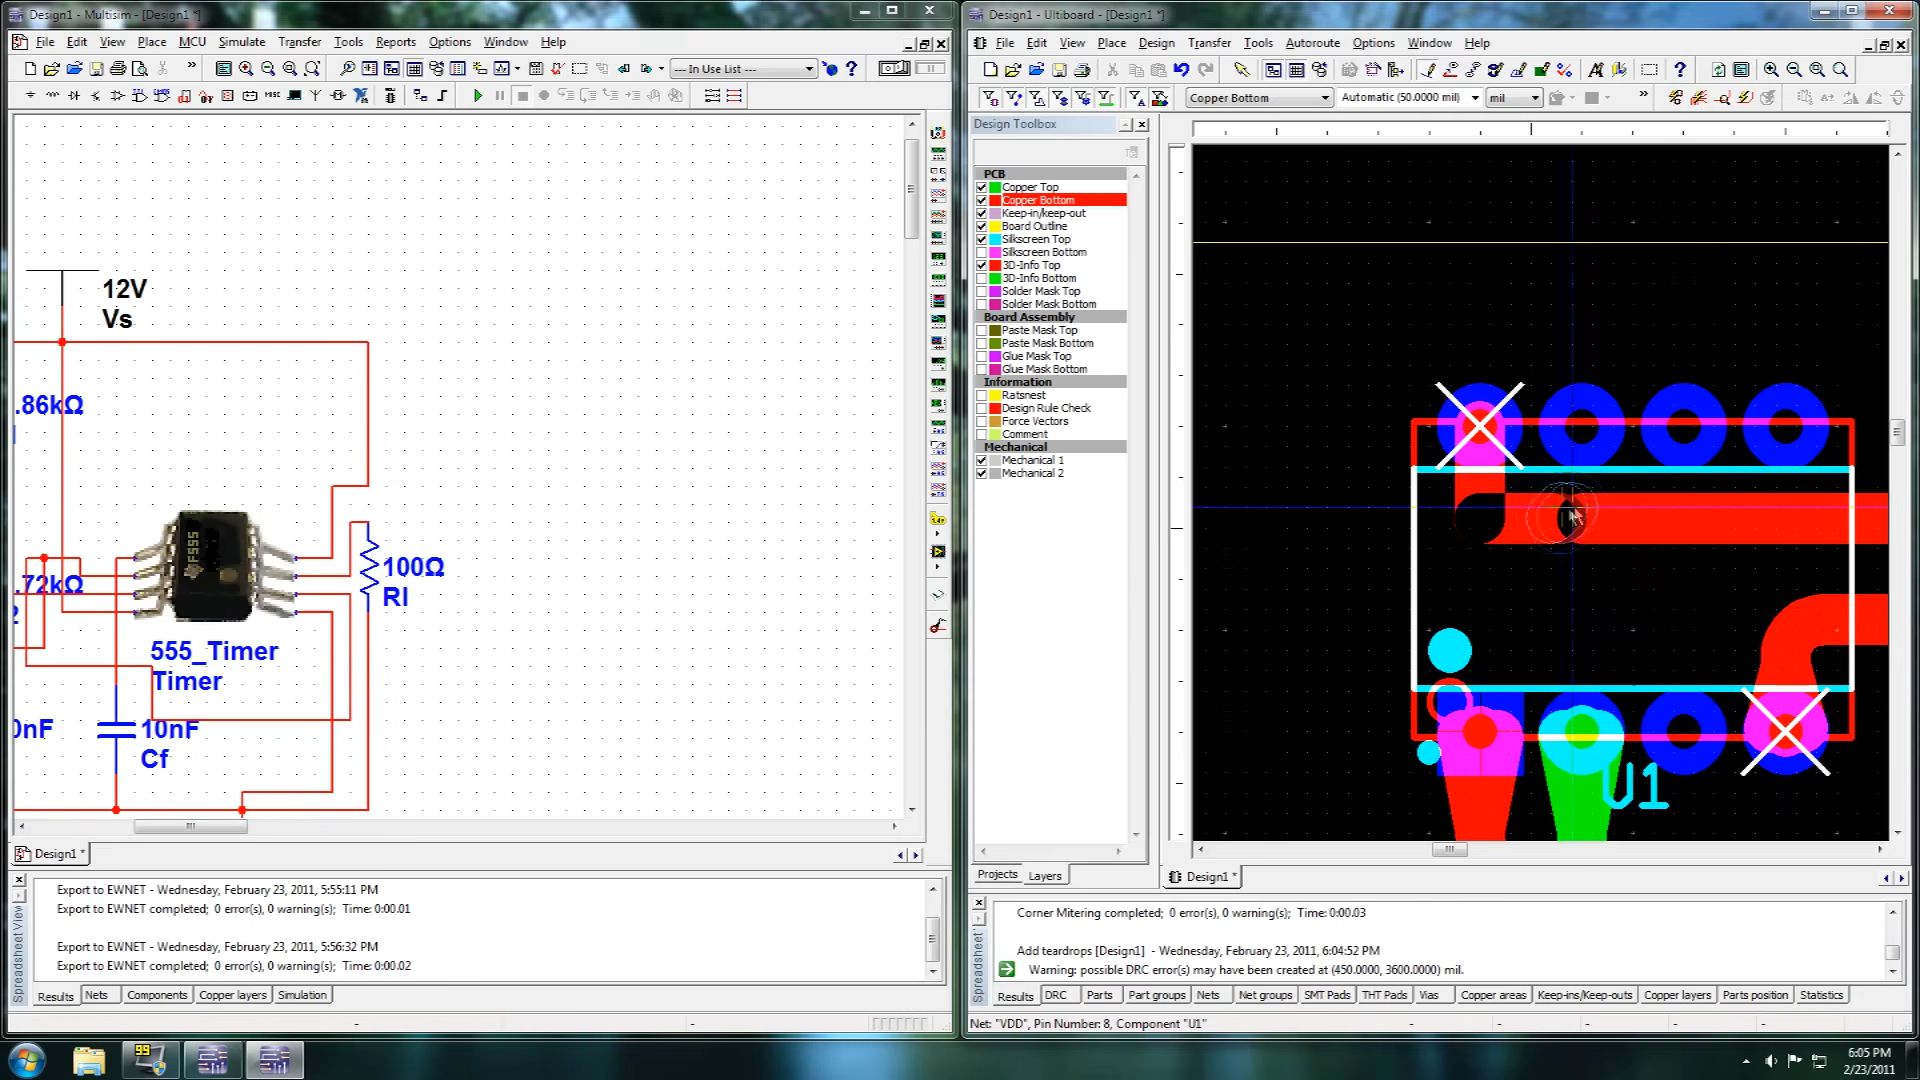 Design1 - Multisim - [Design1 *]
File Edit View Place MCU Simulate Transfer Tools Reports Options Window Help
--- In Use List ---
MISC
12V
Vs
.86kΩ
.72kΩ
2
100Ω
Rl
555_Timer
Timer
0nF
10nF
Cf
Design1 *
Export to EWNET - Wednesday, February 23, 2011, 5:55:11 PM
Export to EWNET completed; 0 error(s), 0 warning(s); Time: 0:00.01
Export to EWNET - Wednesday, February 23, 2011, 5:56:32 PM
Export to EWNET completed; 0 error(s), 0 warning(s); Time: 0:00.02
Spreadsheet View
Results Nets Components Copper layers Simulation
Design1 - Ultiboard - [Design1 *]
File Edit View Place Design Transfer Tools Autoroute Options Window Help
Copper Bottom Automatic (50.0000 mil) mil
Design Toolbox
PCB
Copper Top
Copper Bottom
Keep-in/keep-out
Board Outline
Silkscreen Top
Silkscreen Bottom
3D-Info Top
3D-Info Bottom
Solder Mask Top
Solder Mask Bottom
Board Assembly
Paste Mask Top
Paste Mask Bottom
Glue Mask Top
Glue Mask Bottom
Information
Ratsnest
Design Rule Check
Force Vectors
Comment
Mechanical
Mechanical 1
Mechanical 2
Projects Layers
U1
Design1 *
Corner Mitering completed; 0 error(s), 0 warning(s); Time: 0:00.03
Add teardrops [Design1] - Wednesday, February 23, 2011, 6:04:52 PM
Warning: possible DRC error(s) may have been created at (450.0000, 3600.0000) mil.
Spreadsheet
Results DRC Parts Part groups Nets Net groups SMT Pads THT Pads Vias Copper areas Keep-ins/Keep-outs Copper layers Parts position Statistics
Net: "VDD", Pin Number: 8, Component "U1"
99
6:05 PM
2/23/2011